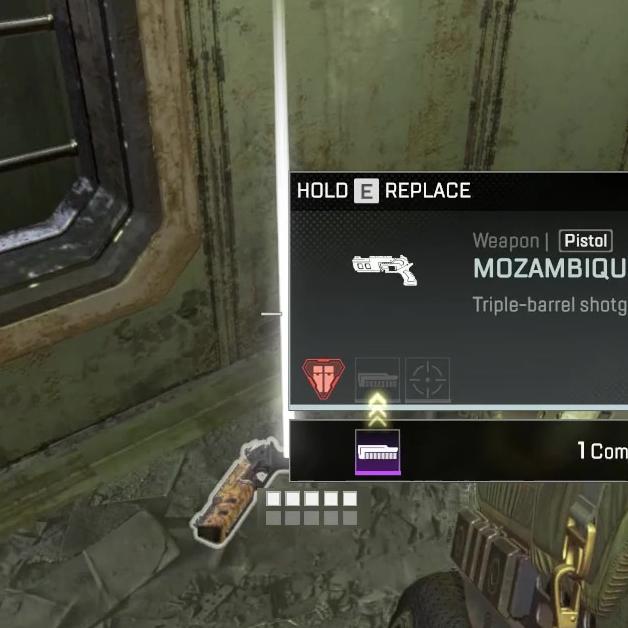 HOLD E REPLACE
Weapon | Pistol
MOZAMBIQU
Triple-barrel shotg
1 Com